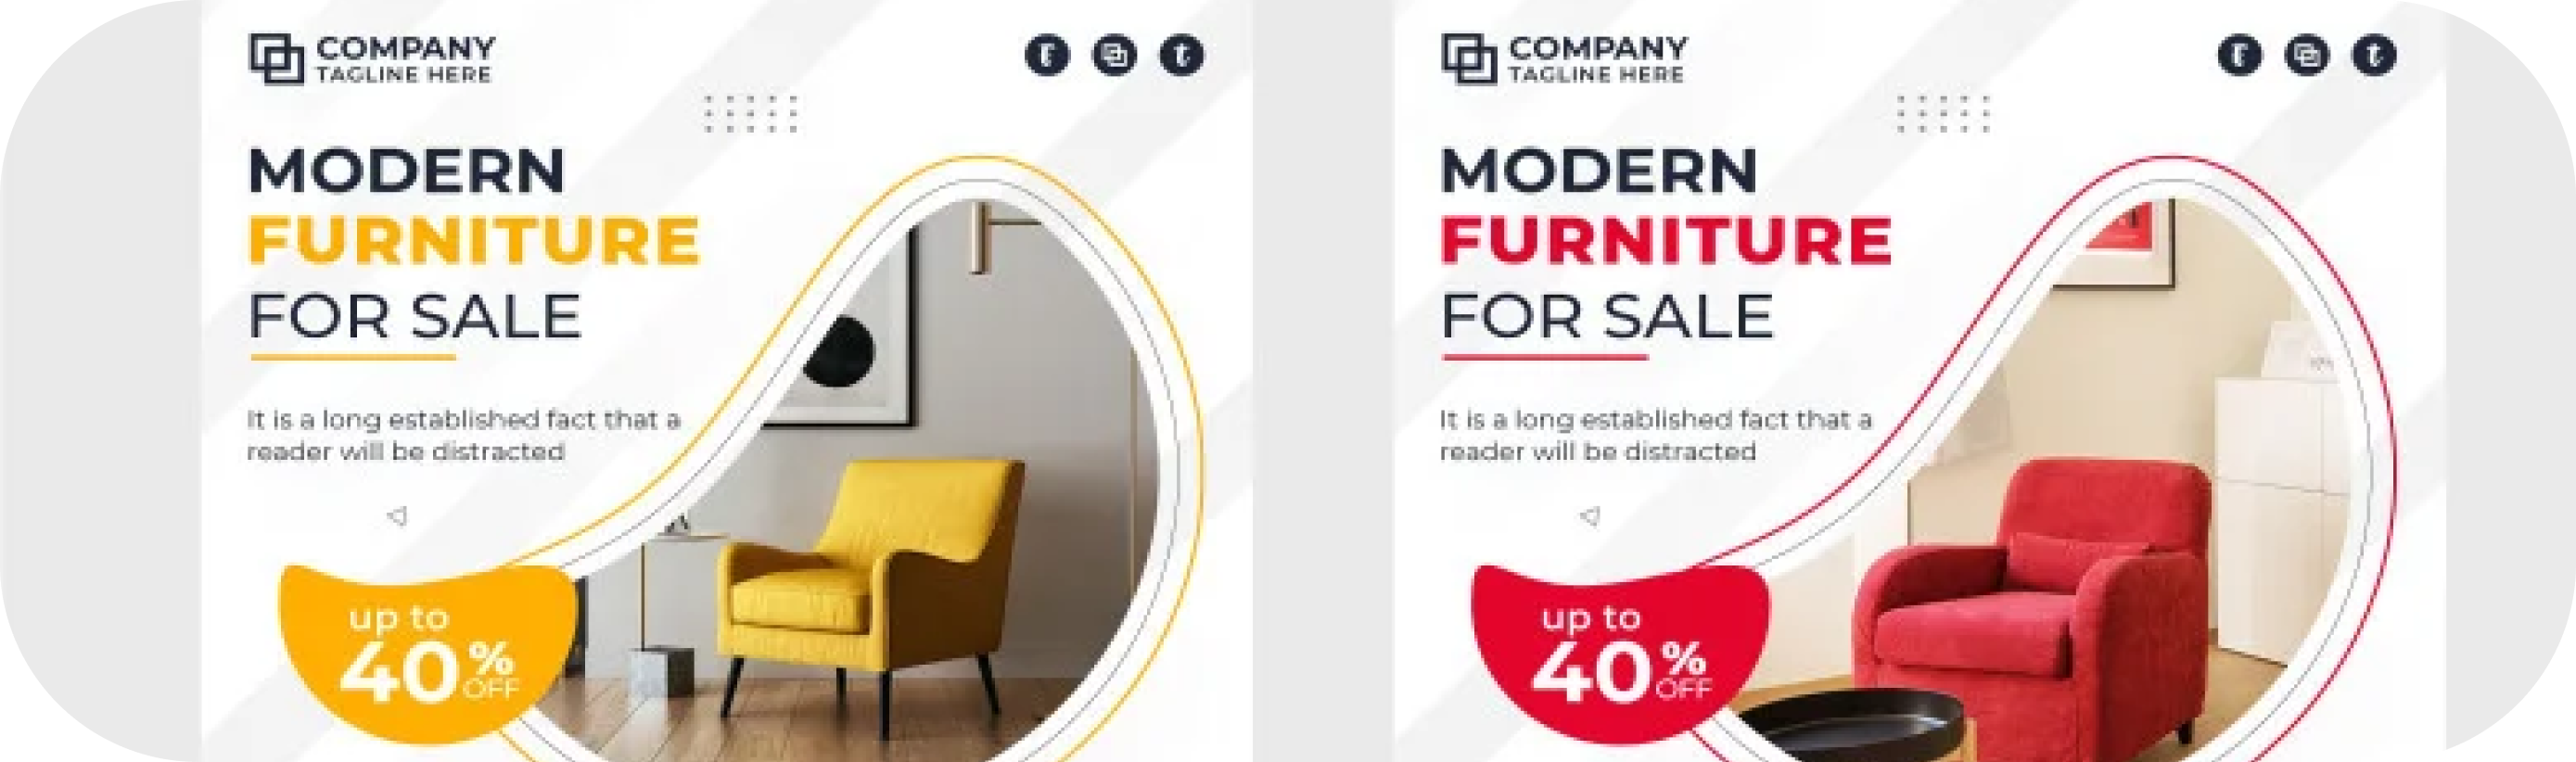 COMPANY
TAGLINE HERE
MODERN
FURNITURE
FOR SALE
It is a long established fact that a
reader will be distracted
up to
40%
OFF
COMPANY
TAGLINE HERE
MODERN
FURNITURE
FOR SALE
It is a long established fact that a
reader will be distracted
up to
40%
OFF